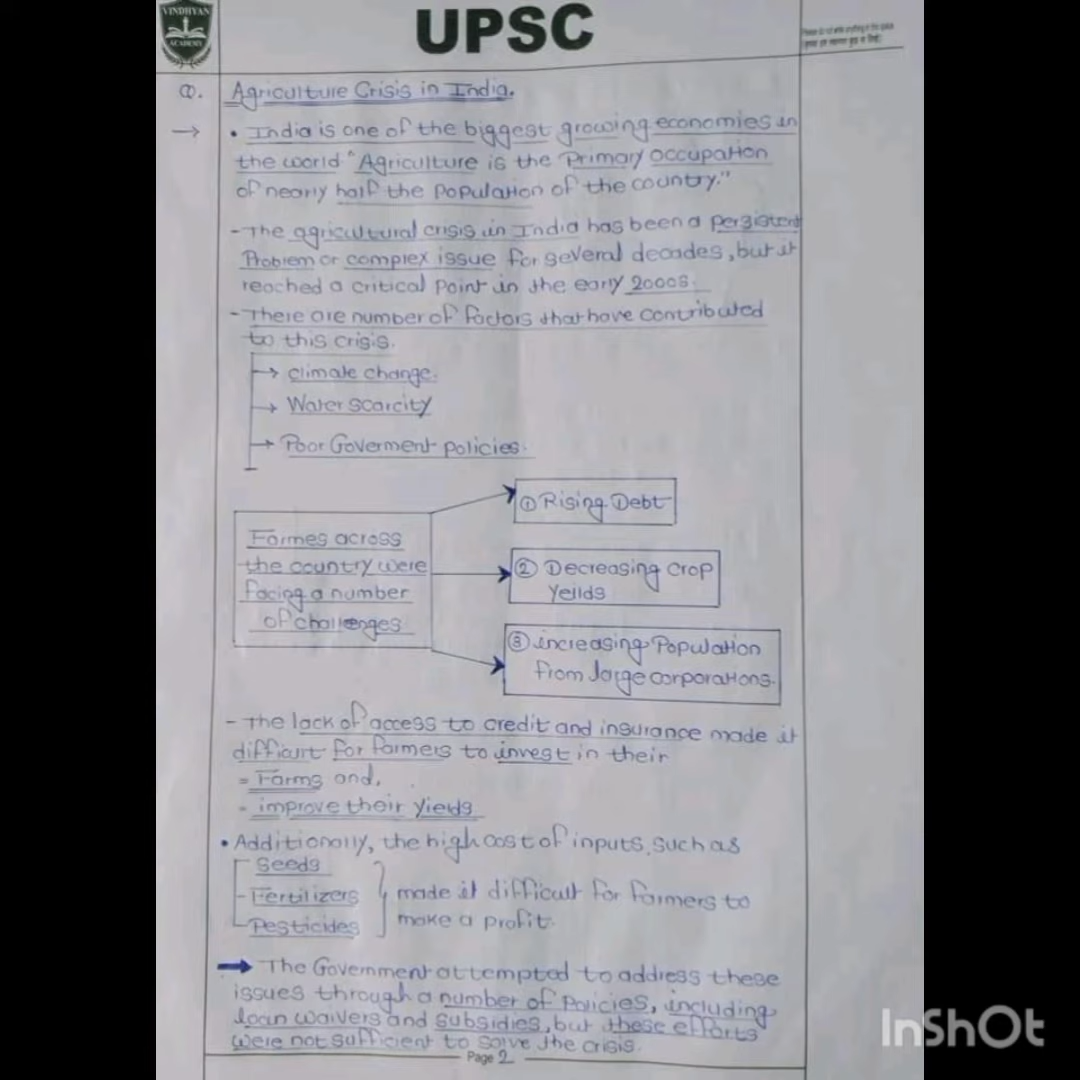 VINDHYAN
ACADEMY
UPSC
Q. Agriculture Crisis in India.
→ • India is one of the biggest growing economies in
the world "Agriculture is the Primary occupation
of nearly half the population of the country."
- The agricultural crisis in India has been a persistent
Problem or complex issue for several decades, but it
reached a critical point in the early 2000s.
- There are number of factors that have contributed
to this crisis.
→ climate change.
→ Water scarcity
→ Poor Goverment policies.
Farmes across
the country were
facing a number
of challenges
① Rising Debt
② Decreasing crop
Yeilds
③ increasing Population
from large corporations.
- The lack of access to credit and insurance made it
difficult for farmers to invest in their
= Farms and,
- improve their yields
• Additionally, the high cost of inputs, such as
Seeds
- Fertilizers
Pesticides
made it difficult for farmers to
make a profit.
→ The Government attempted to address these
issues through a number of Policies, including
loan waivers and subsidies, but these efforts
were not sufficient to solve the crisis.
Page 2
InShOt